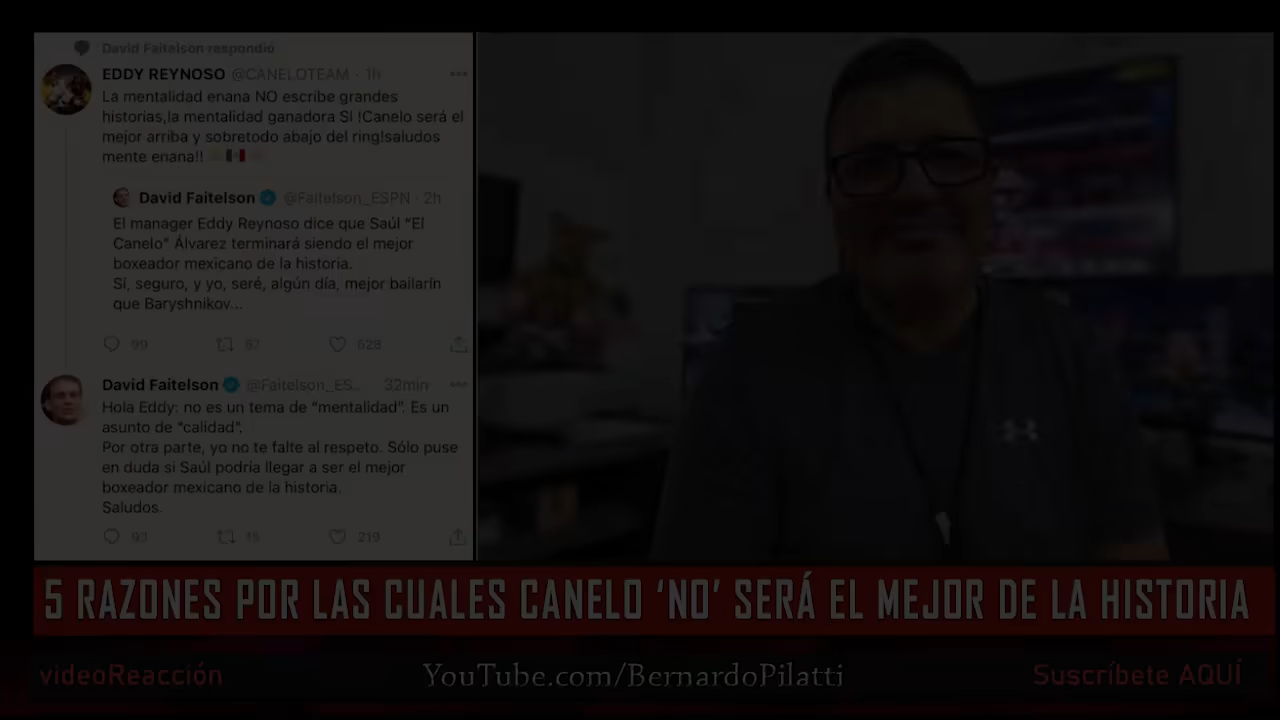 David Faitelson respondió
EDDY REYNOSO @CANELOTEAM · 1h
La mentalidad enana NO escribe grandes
historias,la mentalidad ganadora SI !Canelo será el
mejor arriba y sobretodo abajo del ring!saludos
mente enana!!
David Faitelson @Faitelson_ESPN · 2h
El manager Eddy Reynoso dice que Saúl "El
Canelo" Álvarez terminará siendo el mejor
boxeador mexicano de la historia.
Sí, seguro, y yo, seré, algún día, mejor bailarín
que Baryshnikov...
99 67 628
David Faitelson @Faitelson_ES... 32min
Hola Eddy: no es un tema de "mentalidad". Es un
asunto de "calidad".
Por otra parte, yo no te falte al respeto. Sólo puse
en duda si Saúl podría llegar a ser el mejor
boxeador mexicano de la historia.
Saludos.
93 15 219
5 RAZONES POR LAS CUALES CANELO 'NO' SERÁ EL MEJOR DE LA HISTORIA
videoReacción
YouTube.com/BernardoPilatti
Suscríbete AQUÍ